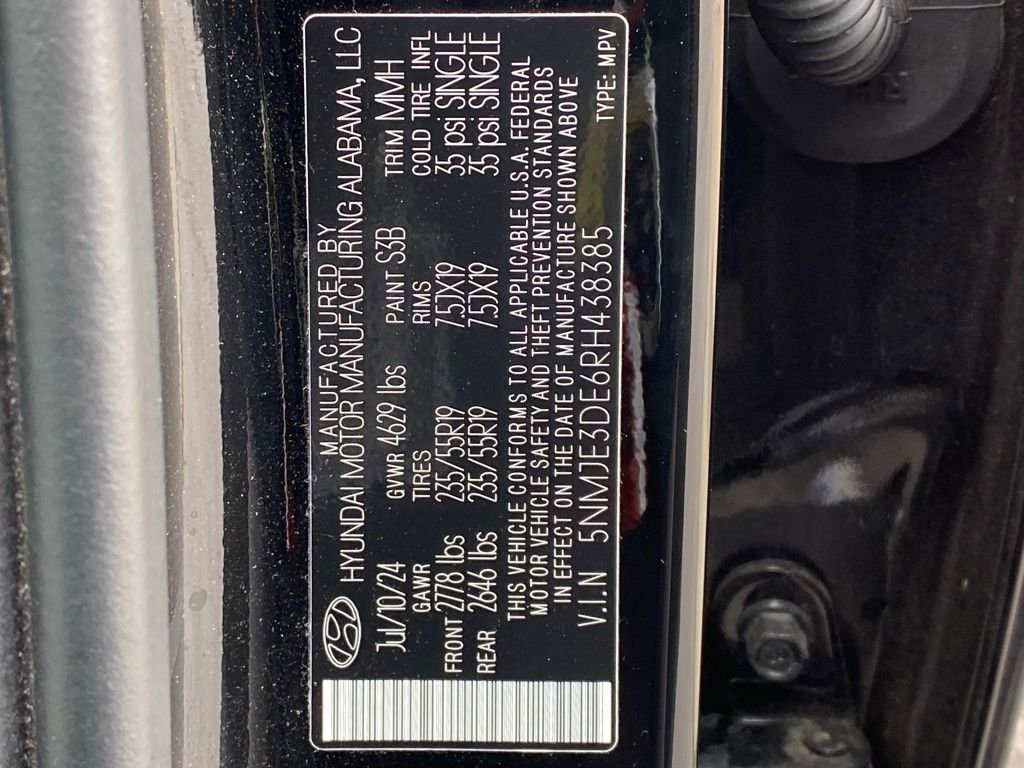 MANUFACTURED BY
HYUNDAI MOTOR MANUFACTURING ALABAMA, LLC
Jul/10/24 GVWR 4629 lbs PAINT S3B TRIM MMH
GAWR TIRES RIMS COLD TIRE INFL
FRONT 2778 lbs 235/55R19 7.5JX19 35 psi SINGLE
REAR 2646 lbs 235/55R19 7.5JX19 35 psi SINGLE
THIS VEHICLE CONFORMS TO ALL APPLICABLE U.S.A. FEDERAL
MOTOR VEHICLE SAFETY AND THEFT PREVENTION STANDARDS
IN EFFECT ON THE DATE OF MANUFACTURE SHOWN ABOVE
V.I.N 5NMJE3DE6RH438385 TYPE: MPV